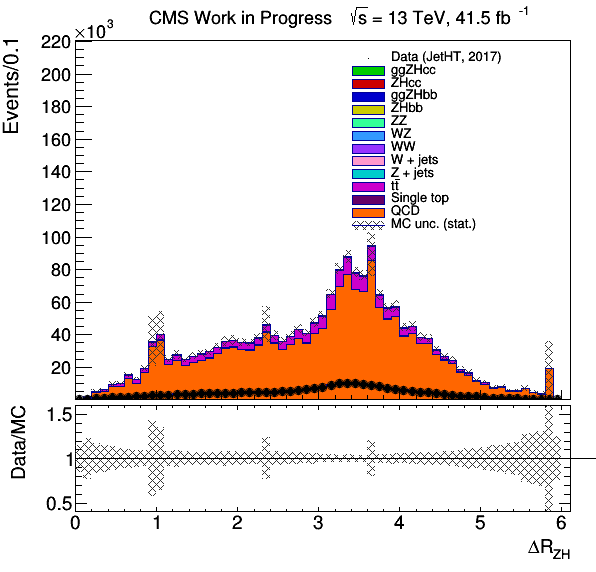 CMS Work in Progress √s = 13 TeV, 41.5 fb⁻¹
×10³
Events/0.1
220
200
180
160
140
120
100
80
60
40
20
Data (JetHT, 2017)
ggZHcc
ZHcc
ggZHbb
ZHbb
ZZ
WZ
WW
W + jets
Z + jets
tt̄
Single top
QCD
MC unc. (stat.)
Data/MC
1.5
1
0.5
0 1 2 3 4 5 6
ΔR_ZH